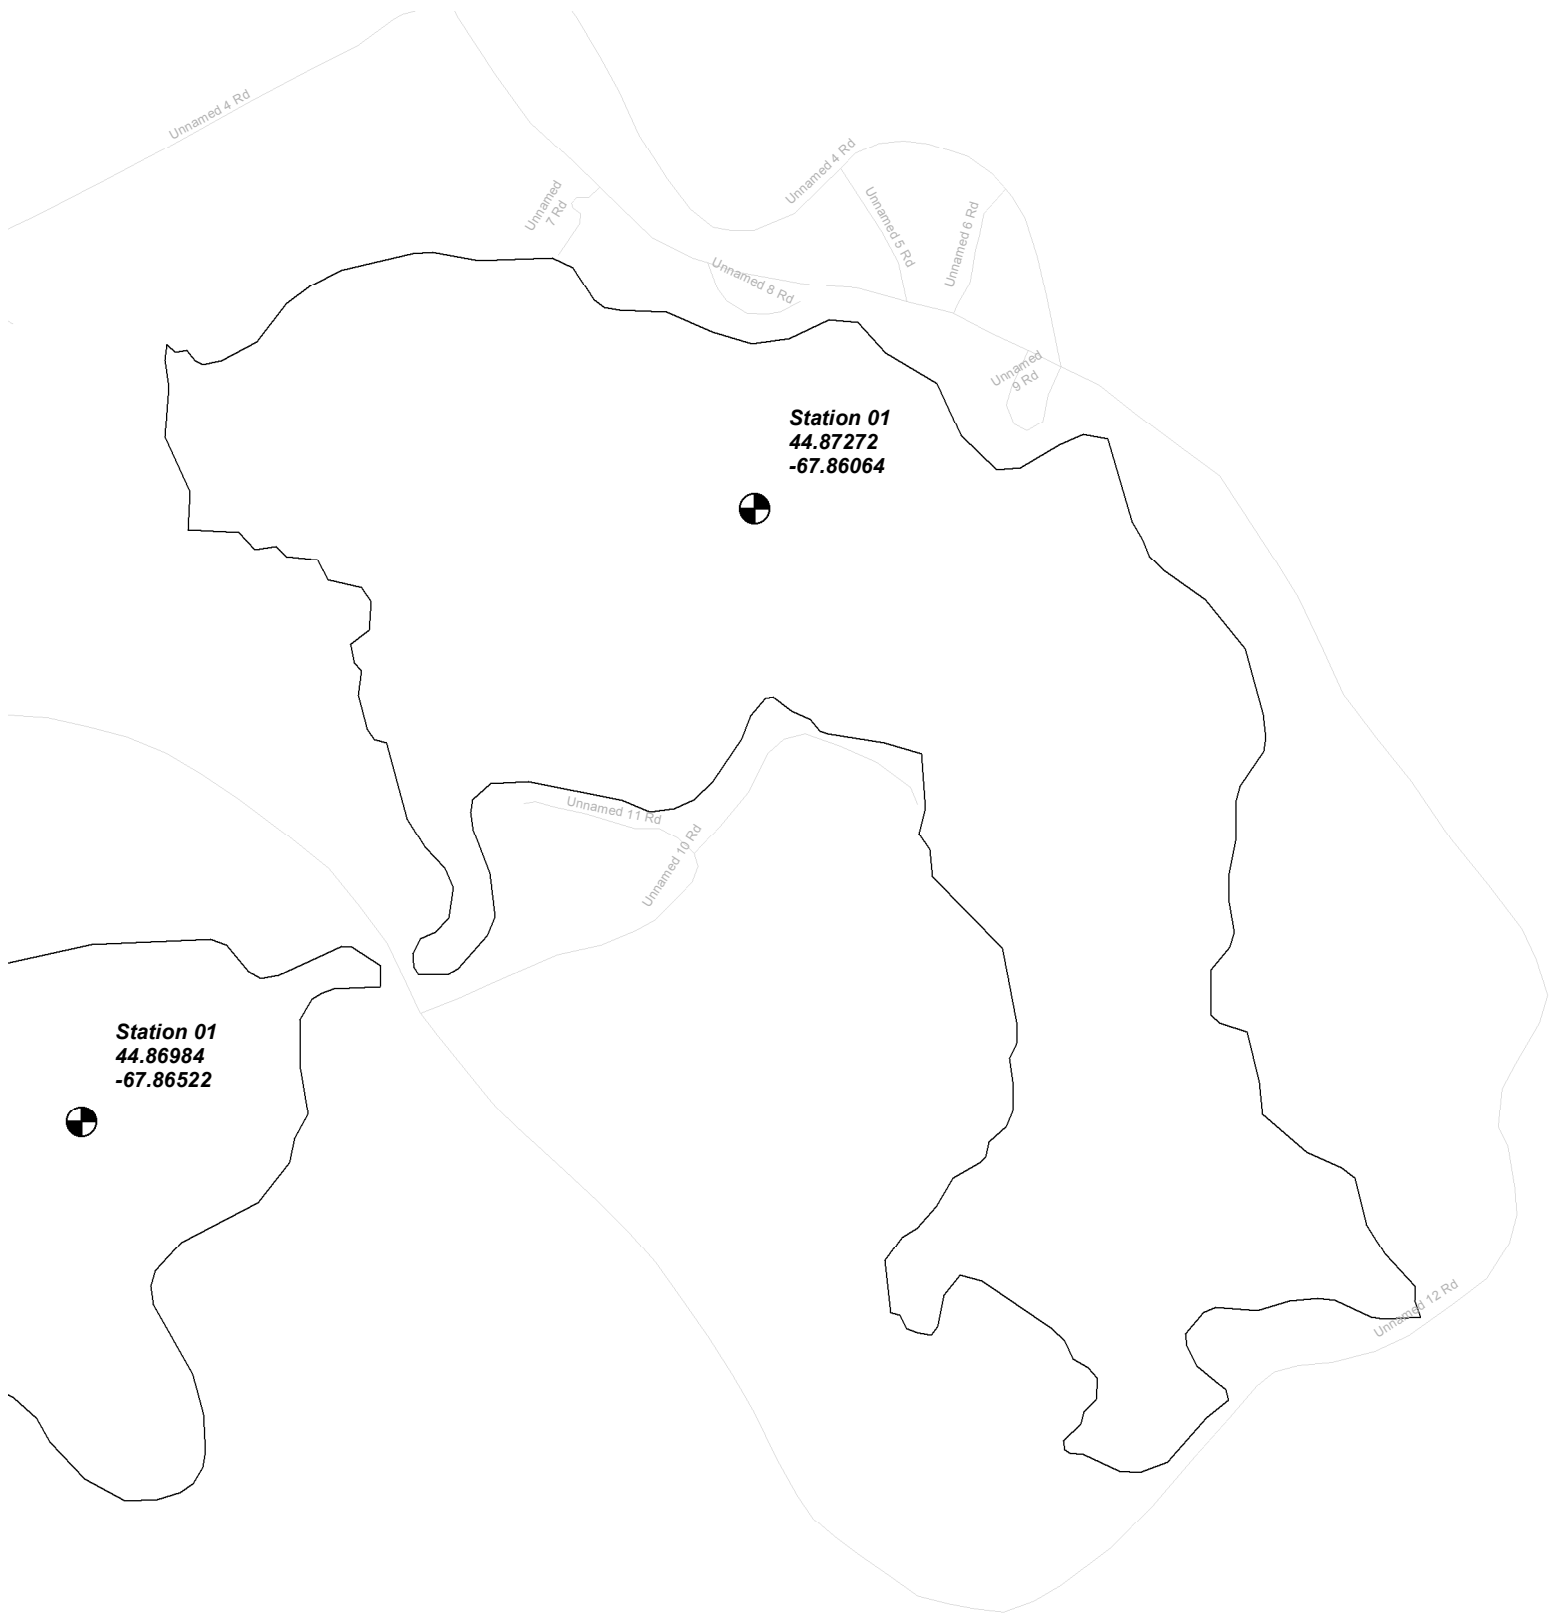 Unnamed 4 Rd
Unnamed 4 Rd
Unnamed
7 Rd
Unnamed 5 Rd
Unnamed 6 Rd
Unnamed 8 Rd
Unnamed
9 Rd
Station 01
44.87272
-67.86064
Unnamed 11 Rd
Unnamed 10 Rd
Station 01
44.86984
-67.86522
Unnamed 12 Rd